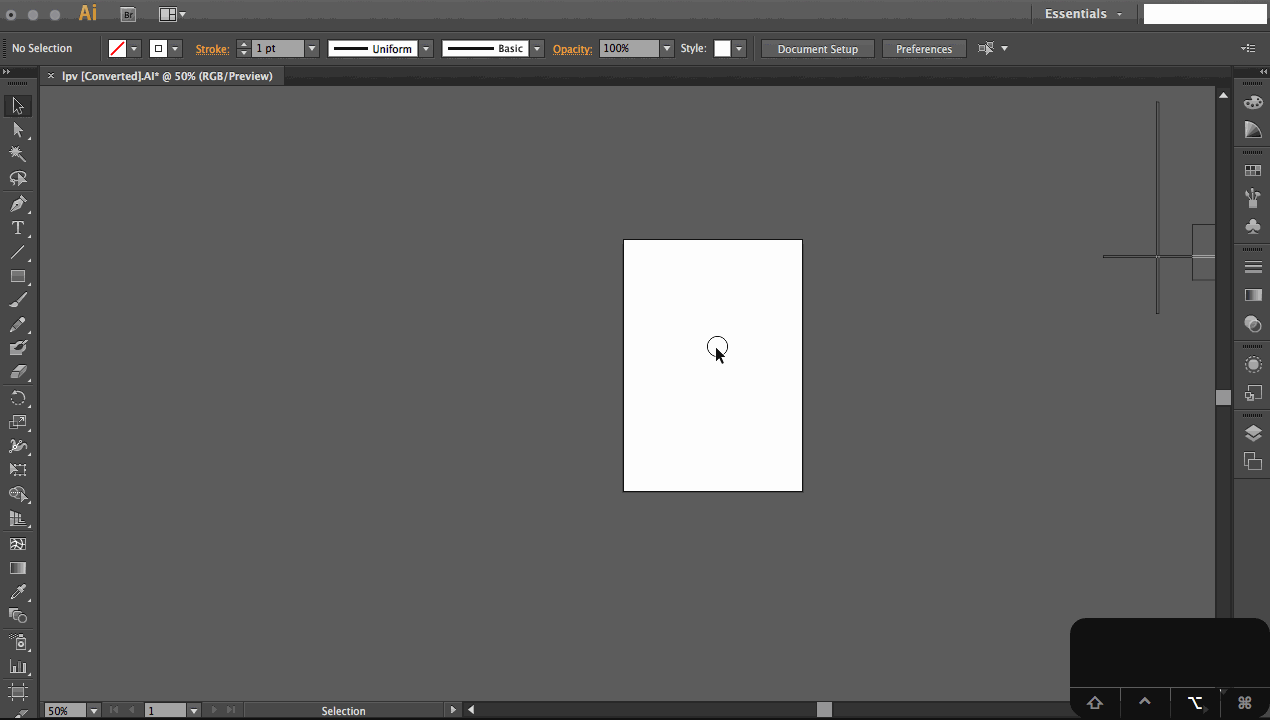 Ai Br Essentials
No Selection Stroke: 1 pt Uniform Basic Opacity: 100% Style: Document Setup Preferences
× lpv [Converted].AI* @ 50% (RGB/Preview)
T
50% 1 Selection